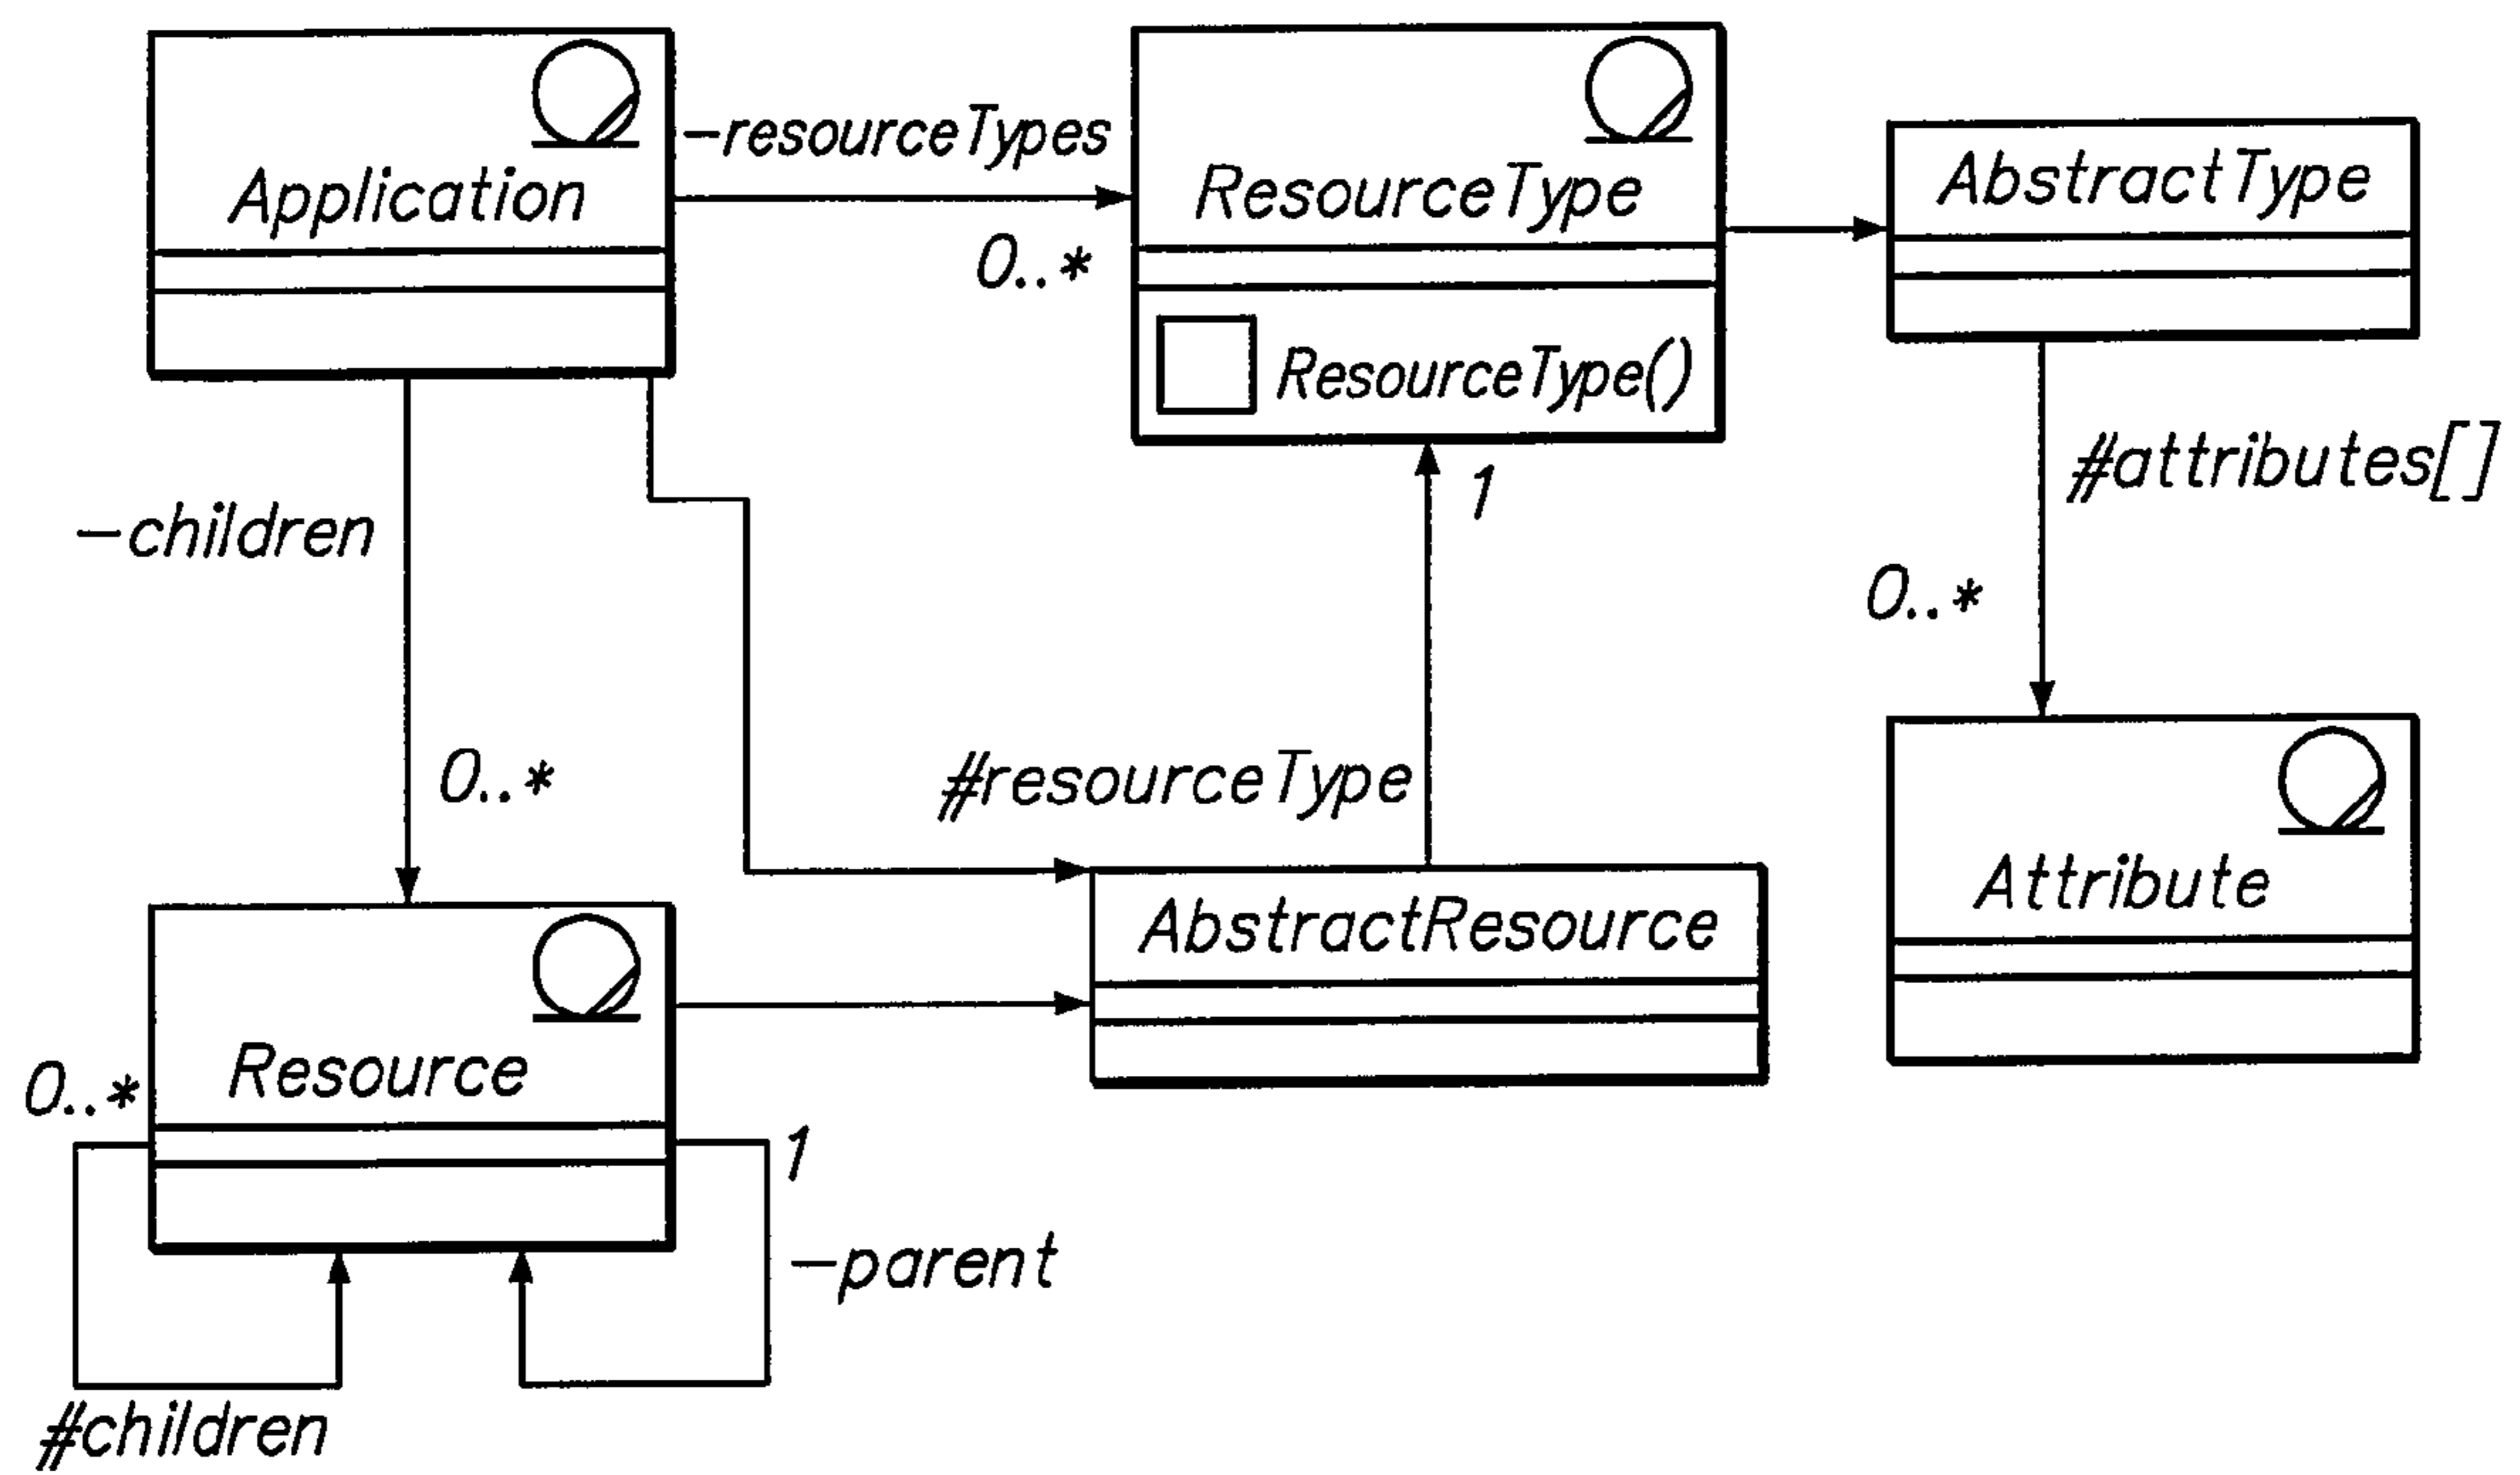 Application
-resourceTypes
0..*
ResourceType
ResourceType()
AbstractType
#attributes[]
0..*
1
-children
0..*
#resourceType
AbstractResource
Attribute
Resource
0..*
1
-parent
#children